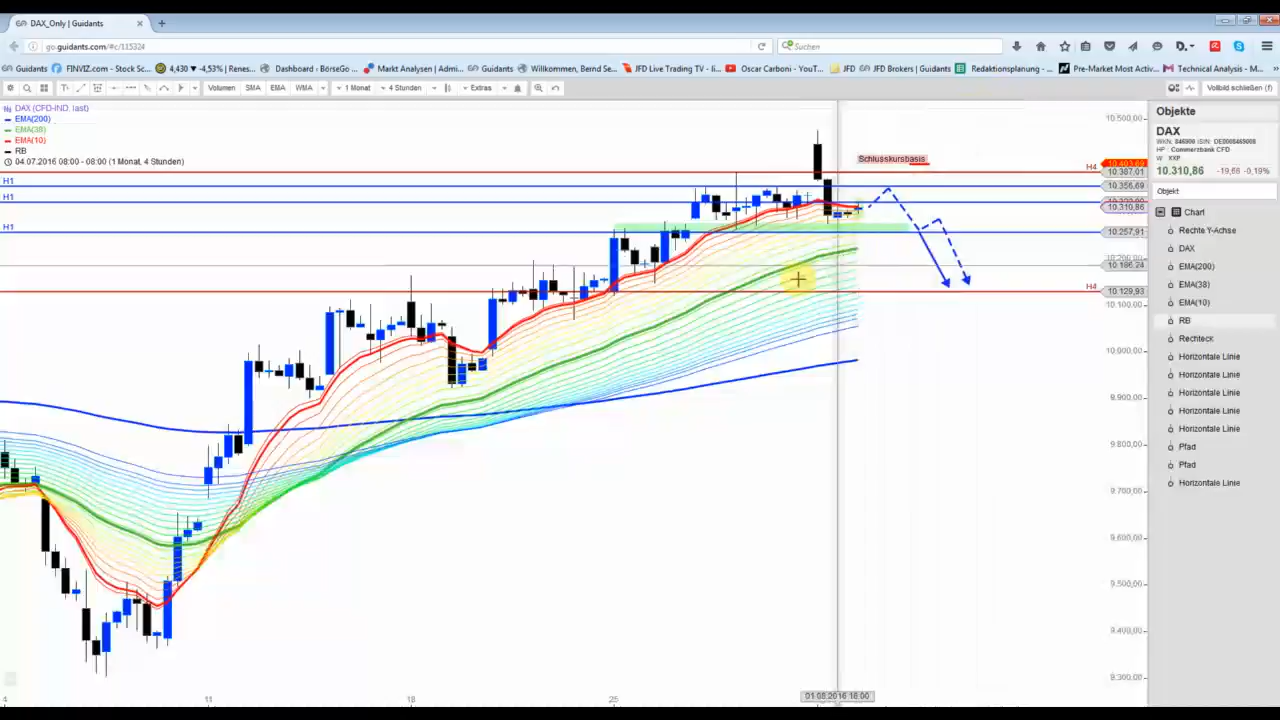 DAX_Only | Guidants
go.guidants.com/#c/115324
Suchen
Guidants
FINVIZ.com - Stock Sc...
4,430 ▼ -4,53% | Renes...
Dashboard - BörseGo ...
Markt Analysen | Admi...
Guidants
Willkommen, Bernd Se...
JFD Live Trading TV - li...
Oscar Carboni - YouT...
JFD
JFD Brokers | Guidants
Redaktionsplanung - ...
Pre-Market Most Activ...
Technical Analysis - M...
Volumen
SMA
EMA
WMA
1 Monat
4 Stunden
Extras
Vollbild schließen (f)
DAX (CFD-IND, last)
EMA(200)
EMA(38)
EMA(10)
RB
04.07.2016 08:00 - 08:00 (1 Monat, 4 Stunden)
Schlusskursbasis
H4
H1
H1
H1
H4
10.500,00
10.387,01
10.356,69
10.310,86
10.257,91
10.186,24
10.129,93
10.100,00
10.000,00
9.900,00
9.800,00
9.700,00
9.600,00
9.500,00
9.400,00
9.300,00
4
11
18
25
01.08.2016 16:00
Objekte
DAX
WKN: 846900 ISIN: DE0008469008
HP: Commerzbank CFD
W: XXP
10.310,86
-19,66 -0,19%
Objekt
Chart
Rechte Y-Achse
DAX
EMA(200)
EMA(38)
EMA(10)
RB
Rechteck
Horizontale Linie
Horizontale Linie
Horizontale Linie
Horizontale Linie
Horizontale Linie
Pfad
Pfad
Horizontale Linie